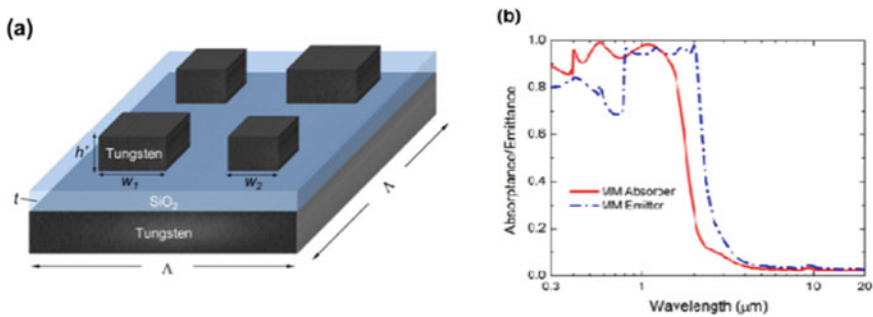 (a)
h'
Tungsten
w₁
w₂
t
SiO₂
Tungsten
Λ
Λ
(b)
Absorptance/Emittance
1.0
0.8
0.6
0.4
0.2
0.0
MM Absorber
MM Emitter
0.3 1 10 20
Wavelength (μm)